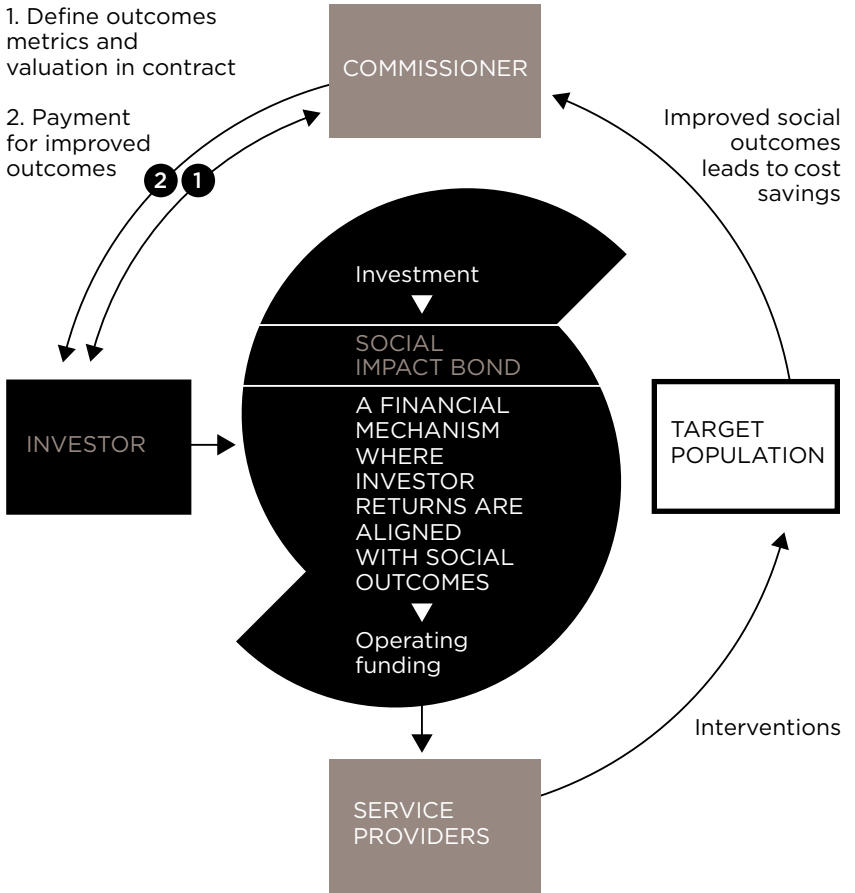 1. Define outcomes
metrics and
valuation in contract
2. Payment
for improved
outcomes
2 1
COMMISSIONER
Improved social
outcomes
leads to cost
savings
Investment
SOCIAL
IMPACT BOND
A FINANCIAL
MECHANISM
WHERE
INVESTOR
RETURNS ARE
ALIGNED
WITH SOCIAL
OUTCOMES
Operating
funding
INVESTOR
TARGET
POPULATION
Interventions
SERVICE
PROVIDERS